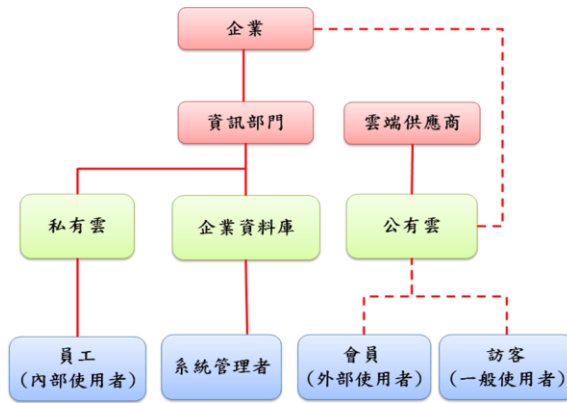 企業
資訊部門
雲端供應商
私有雲
企業資料庫
公有雲
員工
（內部使用者）
系統管理者
會員
（外部使用者）
訪客
（一般使用者）